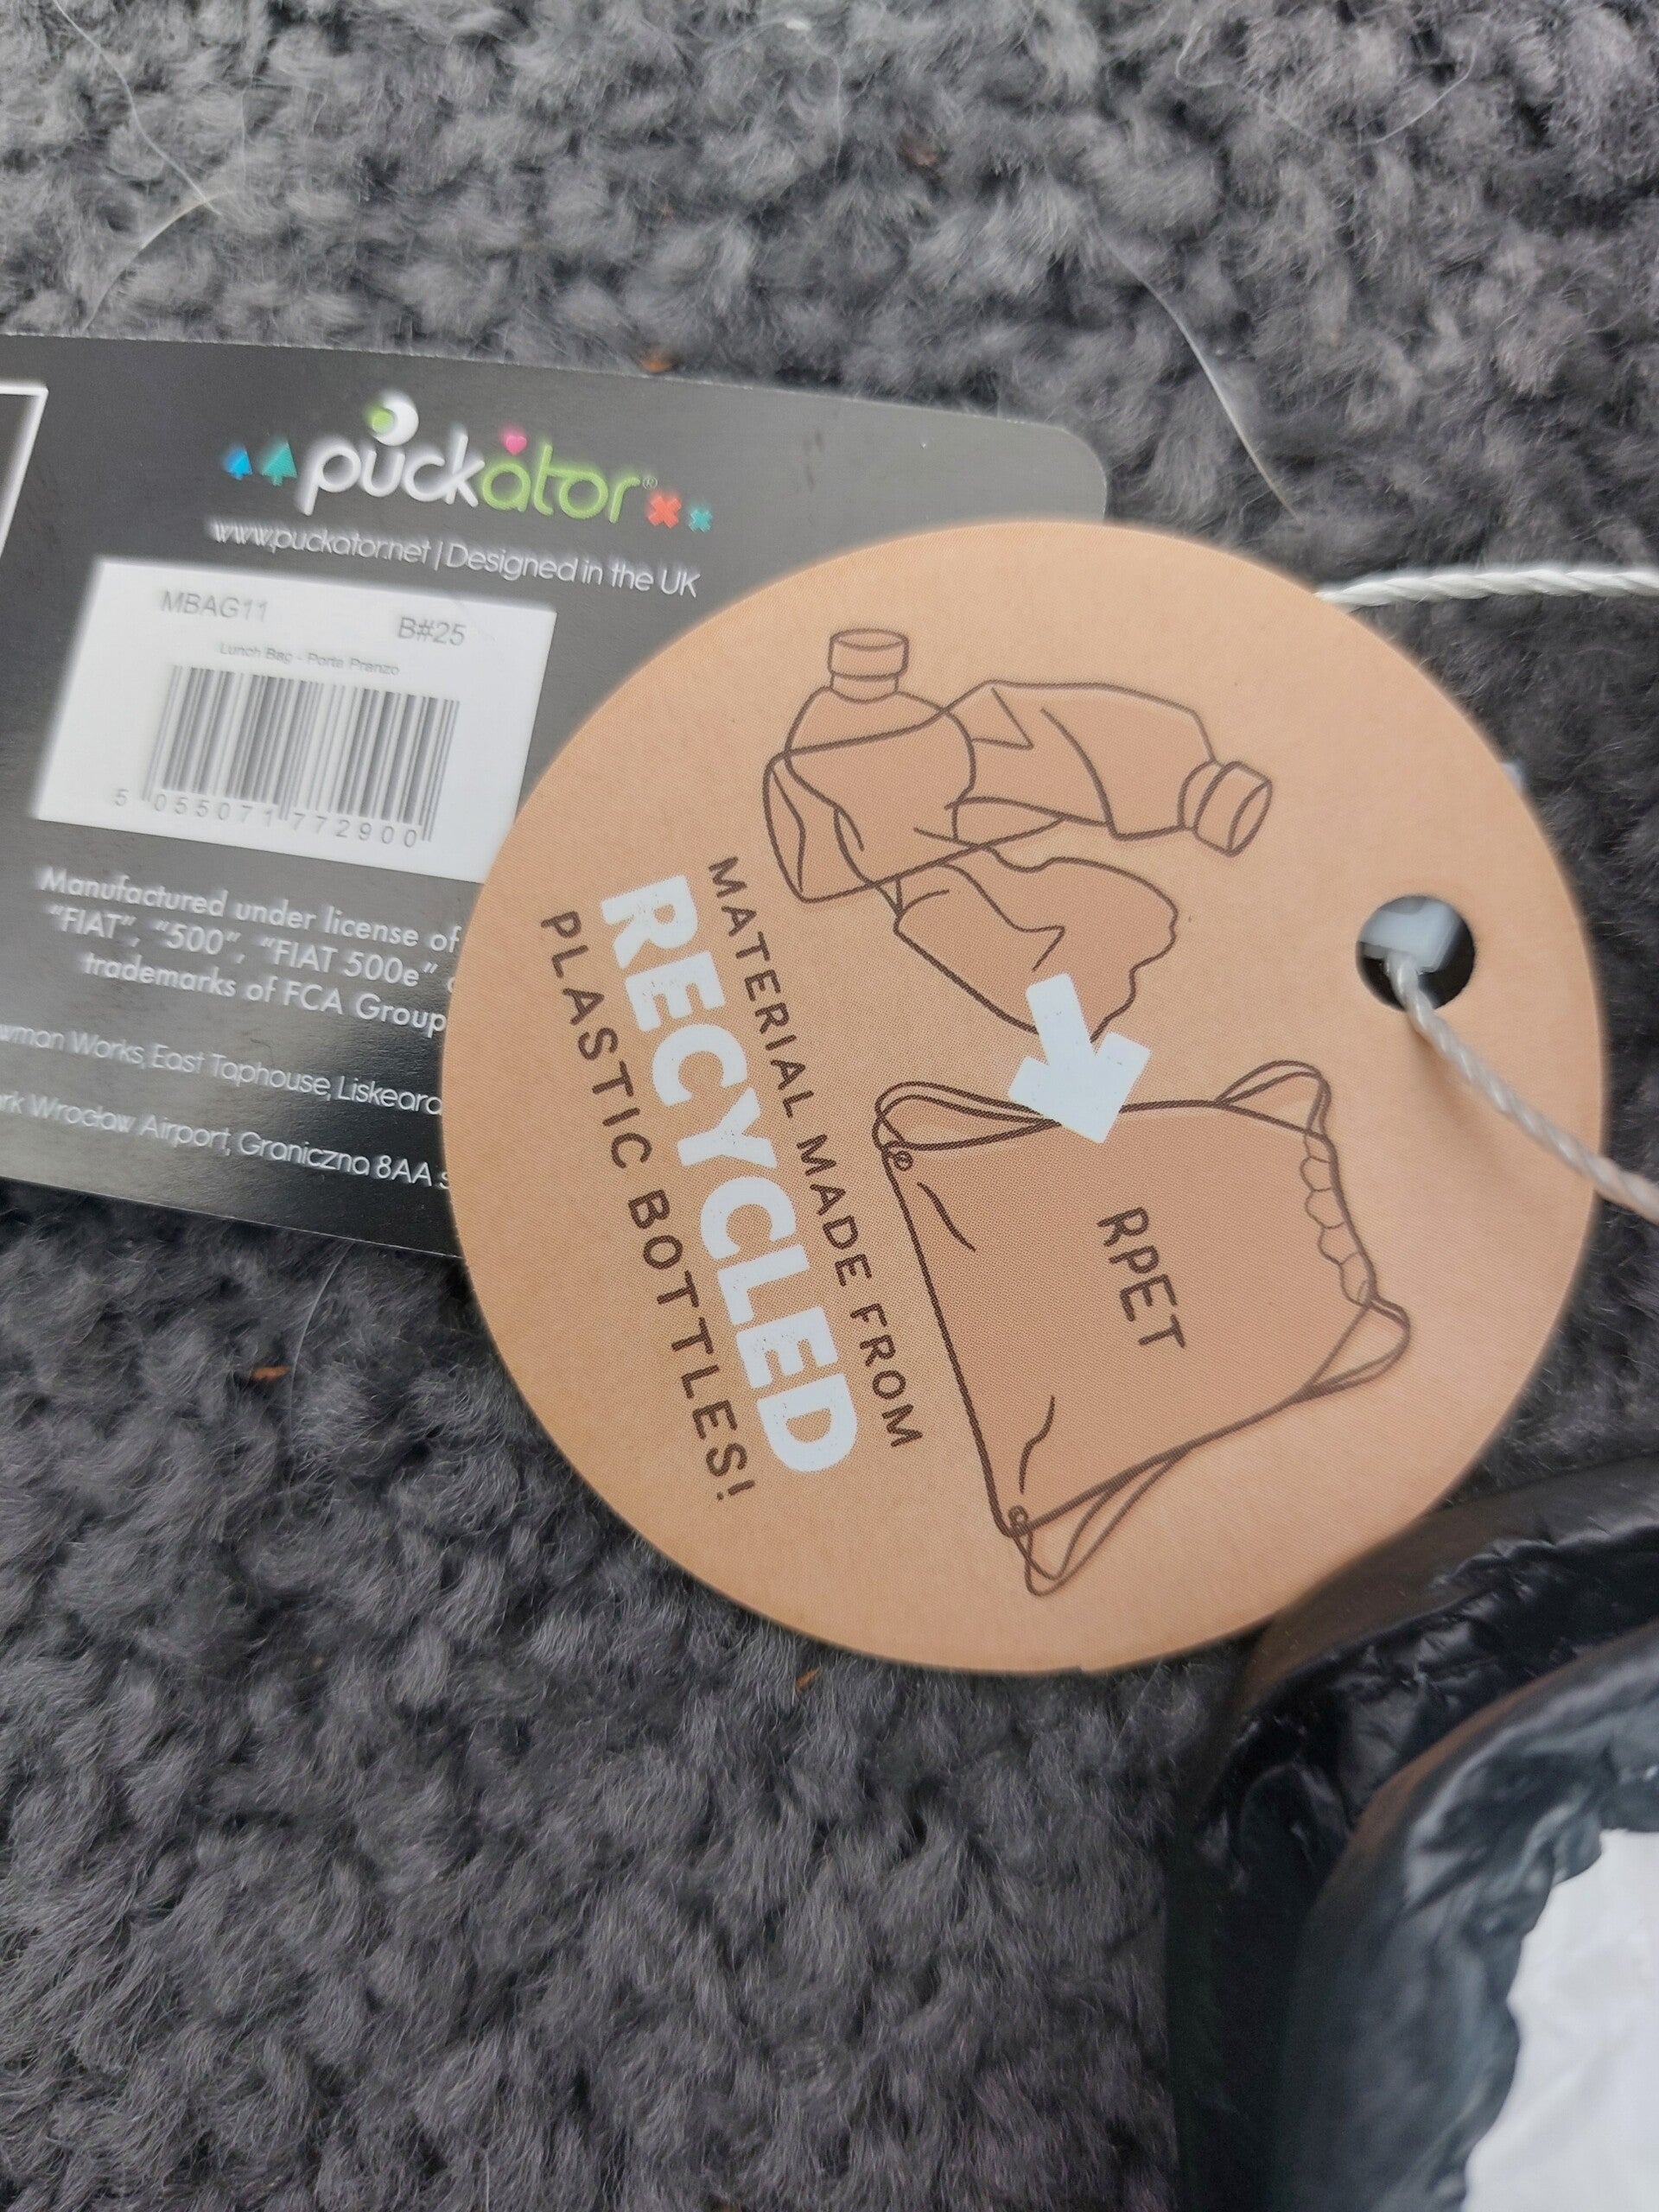 puckator®
www.puckator.net | Designed in the UK
MBAG11 B#25
Lunch Bag - Porta Pranzo
5 055071 772900
Manufactured under license of
"FIAT", "500", "FIAT 500e"
trademarks of FCA Group
Works, East Taphouse, Liskeard
Wrocław Airport, Graniczna 8AA
RPET
MATERIAL MADE FROM
RECYCLED
PLASTIC BOTTLES!